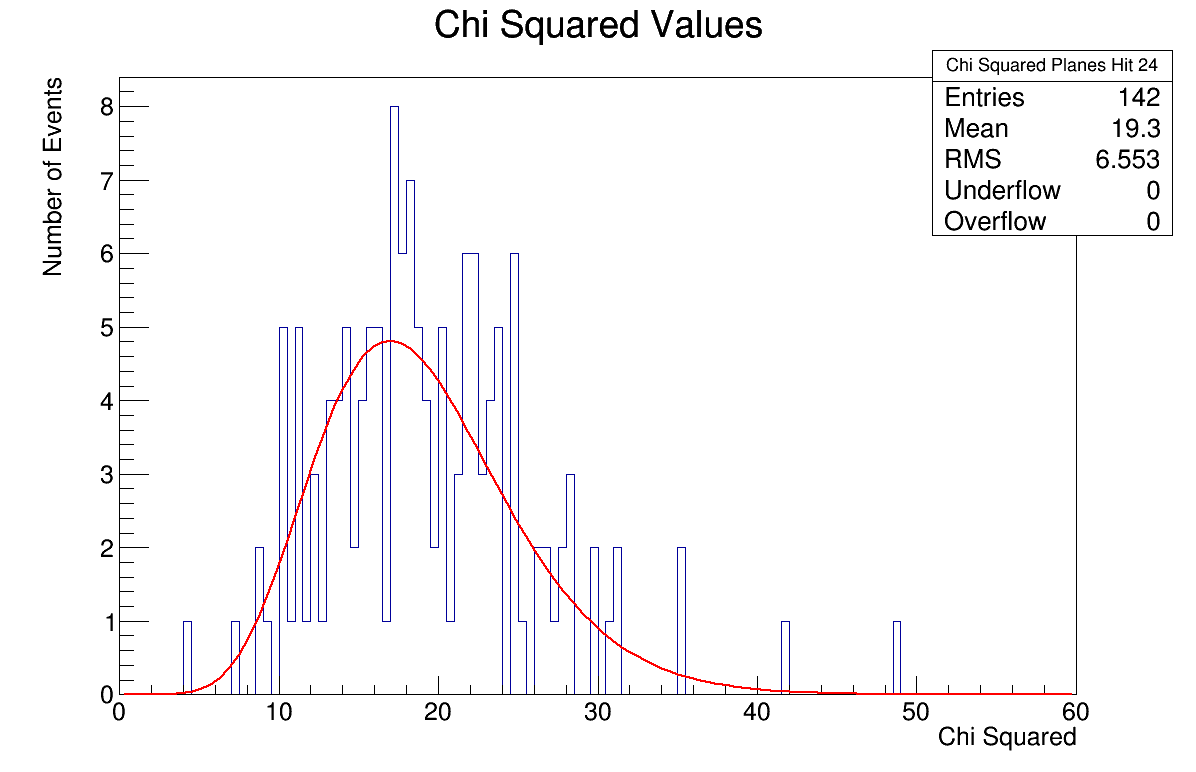 Chi Squared Values
Chi Squared Planes Hit 24
Entries 142
Mean 19.3
RMS 6.553
Underflow 0
Overflow 0
Number of Events
8
7
6
5
4
3
2
1
0
0 10 20 30 40 50 60
Chi Squared